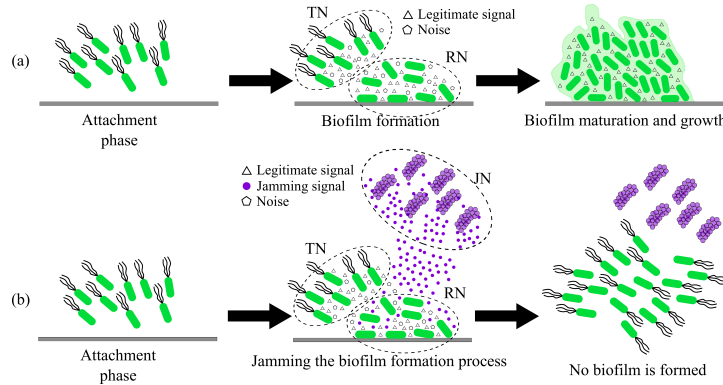 TN
Legitimate signal
Noise
RN
(a)
Attachment
phase
Biofilm formation
Biofilm maturation and growth
Legitimate signal
Jamming signal
Noise
JN
TN
RN
(b)
Attachment
phase
Jamming the biofilm formation process
No biofilm is formed